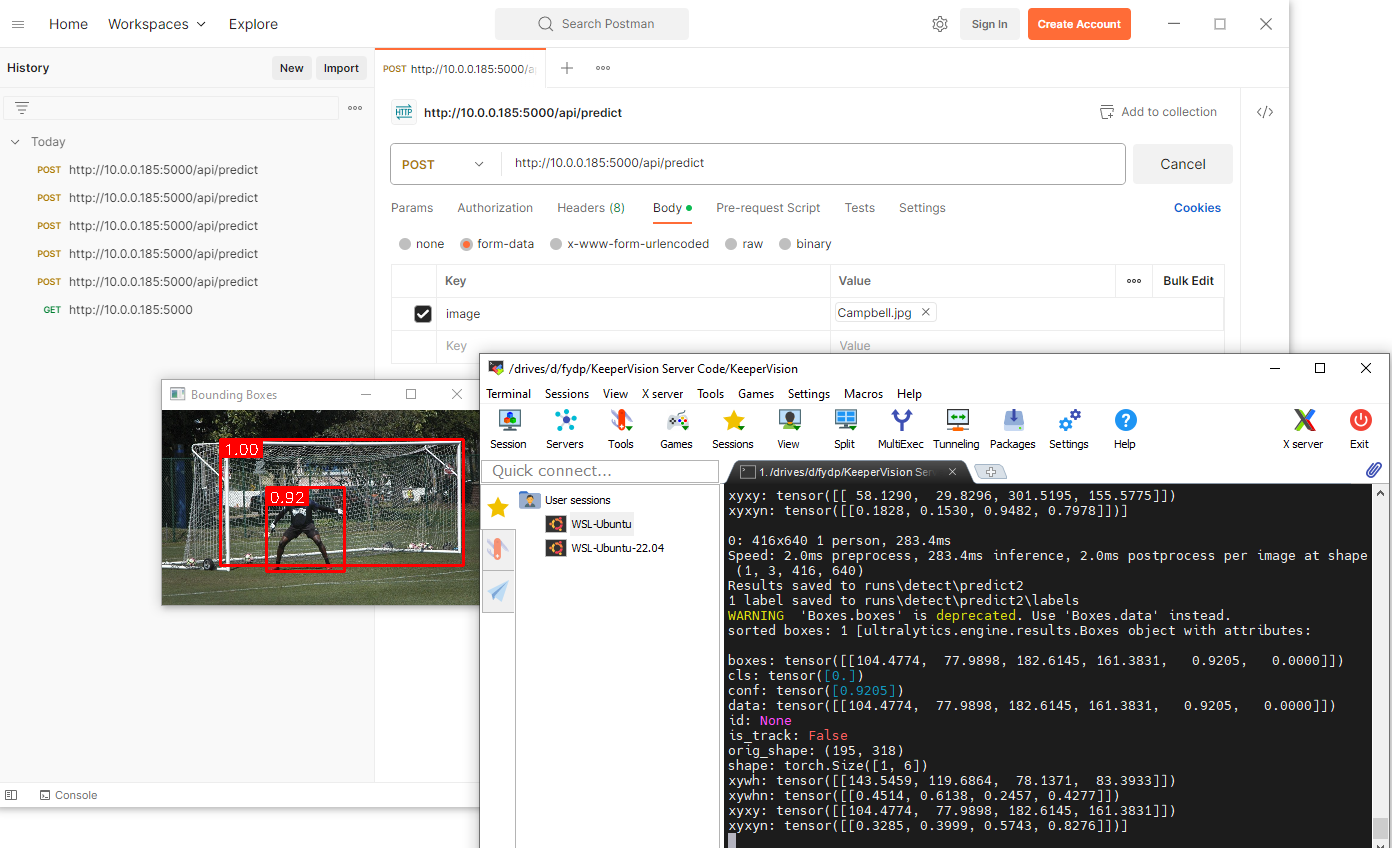 Home Workspaces Explore
Search Postman
Sign In
Create Account
History
New
Import
POST http://10.0.0.185:5000/a
Today
POST http://10.0.0.185:5000/api/predict
POST http://10.0.0.185:5000/api/predict
POST http://10.0.0.185:5000/api/predict
POST http://10.0.0.185:5000/api/predict
POST http://10.0.0.185:5000/api/predict
GET http://10.0.0.185:5000
HTTP http://10.0.0.185:5000/api/predict
Add to collection
</>
POST http://10.0.0.185:5000/api/predict
Cancel
Params Authorization Headers (8) Body Pre-request Script Tests Settings
Cookies
none form-data x-www-form-urlencoded raw binary
Key Value Bulk Edit
image Campbell.jpg
Key Value
Console
Bounding Boxes
1.00
0.92
/drives/d/fydp/KeeperVision Server Code/KeeperVision
Terminal Sessions View X server Tools Games Settings Macros Help
Session Servers Tools Games Sessions View Split MultiExec Tunneling Packages Settings Help X server Exit
Quick connect...
1. /drives/d/fydp/KeeperVision Ser
User sessions
WSL-Ubuntu
WSL-Ubuntu-22.04
xyxy: tensor([[ 58.1290,  29.8296, 301.5195, 155.5775]])
xyxyn: tensor([[0.1828, 0.1530, 0.9482, 0.7978]])]
0: 416x640 1 person, 283.4ms
Speed: 2.0ms preprocess, 283.4ms inference, 2.0ms postprocess per image at shape
(1, 3, 416, 640)
Results saved to runs\detect\predict2
1 label saved to runs\detect\predict2\labels
WARNING  'Boxes.boxes' is deprecated. Use 'Boxes.data' instead.
sorted boxes: 1 [ultralytics.engine.results.Boxes object with attributes:
boxes: tensor([[104.4774,  77.9898, 182.6145, 161.3831,   0.9205,   0.0000]])
cls: tensor([0.])
conf: tensor([0.9205])
data: tensor([[104.4774,  77.9898, 182.6145, 161.3831,   0.9205,   0.0000]])
id: None
is_track: False
orig_shape: (195, 318)
shape: torch.Size([1, 6])
xywh: tensor([[143.5459, 119.6864,  78.1371,  83.3933]])
xywhn: tensor([[0.4514, 0.6138, 0.2457, 0.4277]])
xyxy: tensor([[104.4774,  77.9898, 182.6145, 161.3831]])
xyxyn: tensor([[0.3285, 0.3999, 0.5743, 0.8276]])]